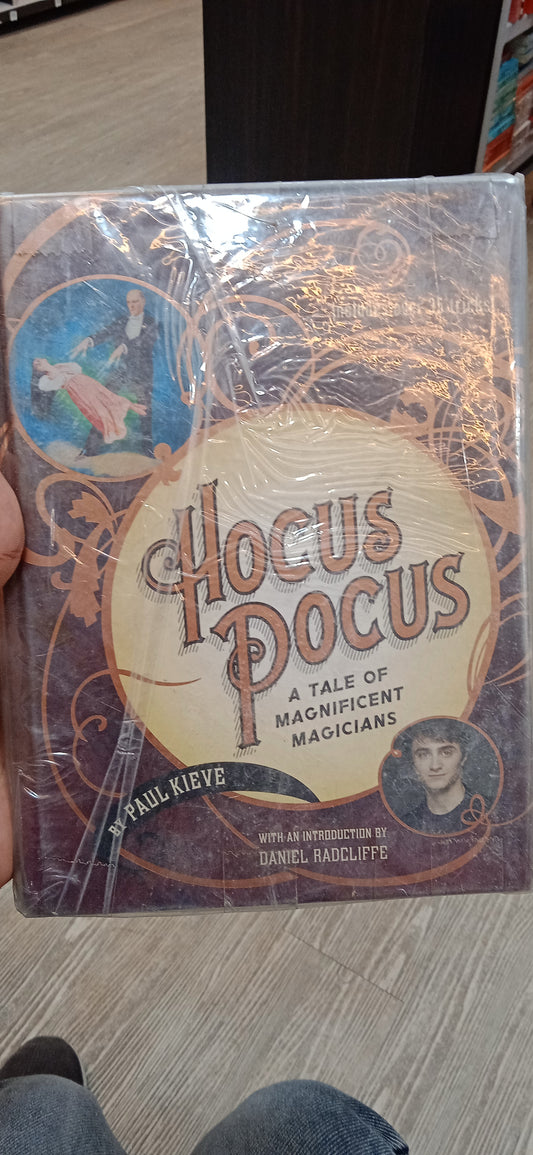 HOCUS
POCUS
A TALE OF
MAGNIFICENT
MAGICIANS
BY PAUL KIEVE
WITH AN INTRODUCTION BY
DANIEL RADCLIFFE